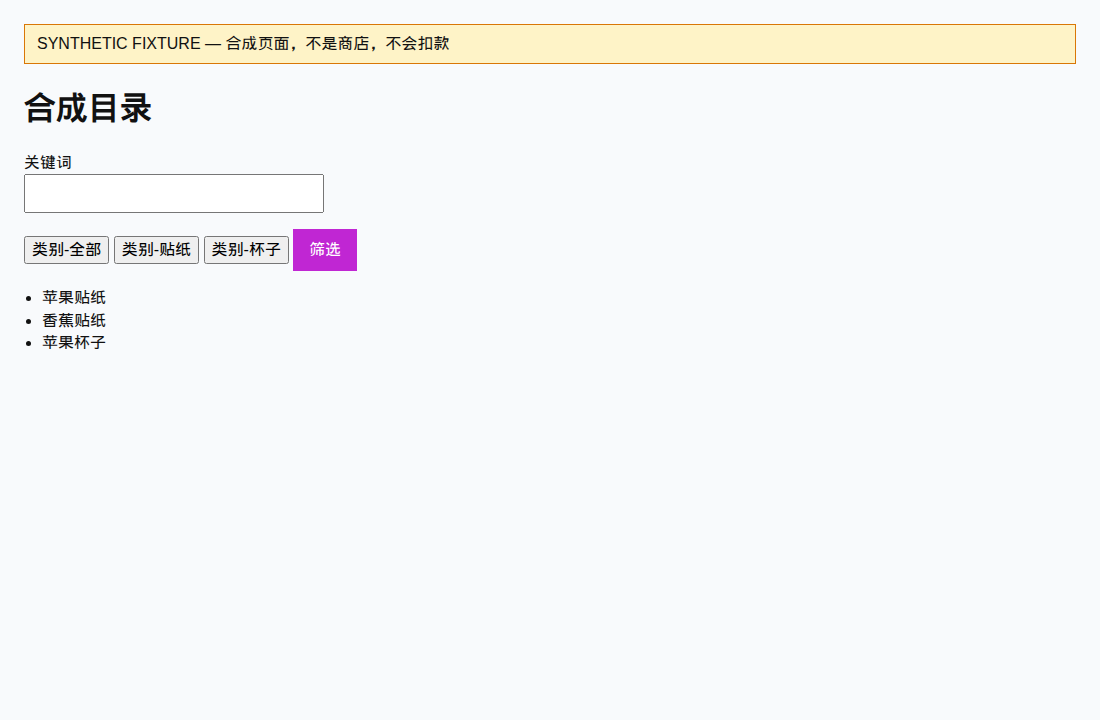 SYNTHETIC FIXTURE — 合成页面，不是商店，不会扣款
合成目录
关键词
类别-全部 类别-贴纸 类别-杯子 筛选
苹果贴纸
香蕉贴纸
苹果杯子